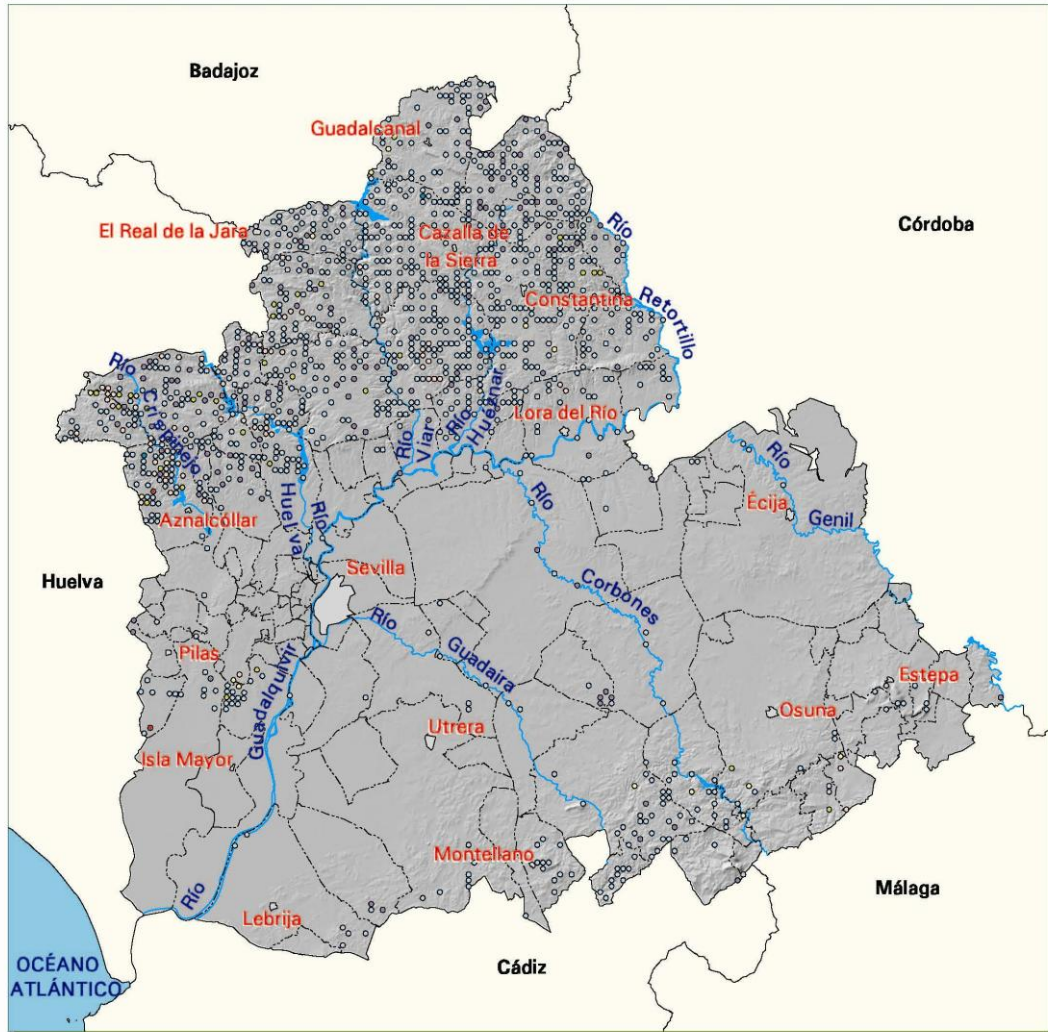 Badajoz
Guadalcanal
El Real de la Jara
Cazalla de
la Sierra
Córdoba
Río
Retortillo
Constantina
Río
Crispinejo
Río
Viar
Río
Huéznar
Lora del Río
Río
Huelva
Río
Écija
Genil
Aznalcóllar
Río
Corbones
Huelva
Sevilla
Río
Guadaira
Pilas
Guadalquivir
Estepa
Osuna
Utrera
Isla Mayor
Montellano
Río
Lebrija
Málaga
Cádiz
OCÉANO
ATLÁNTICO